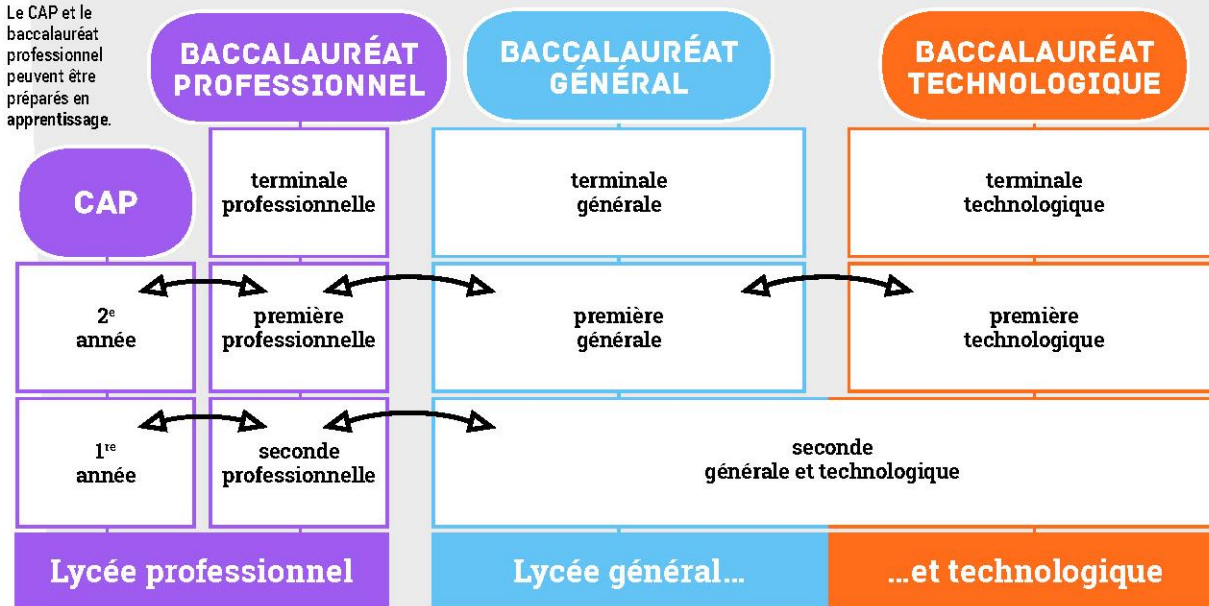 Le CAP et le
baccalauréat
professionnel
peuvent être
préparés en
apprentissage.
BACCALAURÉAT
PROFESSIONNEL
BACCALAURÉAT
GÉNÉRAL
BACCALAURÉAT
TECHNOLOGIQUE
CAP
terminale
professionnelle
terminale
générale
terminale
technologique
2e
année
première
professionnelle
première
générale
première
technologique
1re
année
seconde
professionnelle
seconde
générale et technologique
Lycée professionnel
Lycée général...
...et technologique